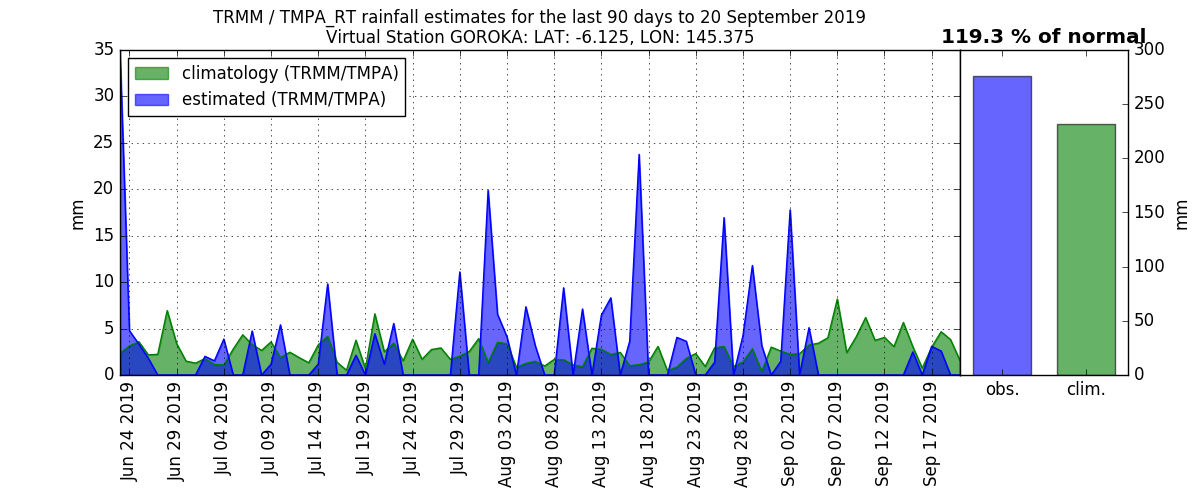 TRMM / TMPA_RT rainfall estimates for the last 90 days to 20 September 2019
Virtual Station GOROKA: LAT: -6.125, LON: 145.375
119.3 % of normal
climatology (TRMM/TMPA)
estimated (TRMM/TMPA)
mm
35
30
25
20
15
10
5
0
Jun 24 2019
Jun 29 2019
Jul 04 2019
Jul 09 2019
Jul 14 2019
Jul 19 2019
Jul 24 2019
Jul 29 2019
Aug 03 2019
Aug 08 2019
Aug 13 2019
Aug 18 2019
Aug 23 2019
Aug 28 2019
Sep 02 2019
Sep 07 2019
Sep 12 2019
Sep 17 2019
300
250
200
150
100
50
0
mm
obs.
clim.